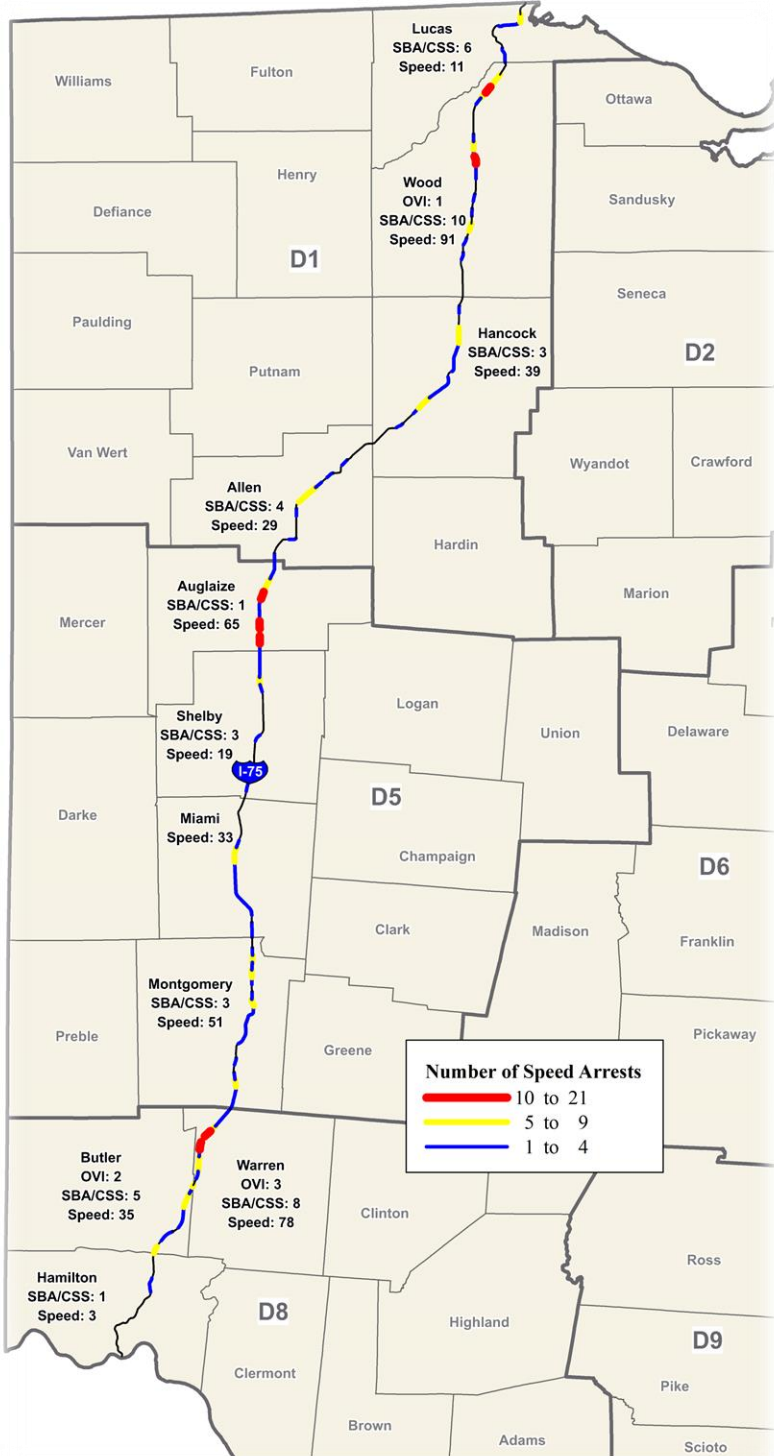 Lucas
SBA/CSS: 6
Speed: 11
Williams
Fulton
Ottawa
Henry
Wood
OVI: 1
SBA/CSS: 10
Speed: 91
Sandusky
Defiance
D1
Seneca
Paulding
Hancock
SBA/CSS: 3
Speed: 39
D2
Putnam
Van Wert
Wyandot
Crawford
Allen
SBA/CSS: 4
Speed: 29
Hardin
Auglaize
SBA/CSS: 1
Speed: 65
Marion
Mercer
Logan
Shelby
SBA/CSS: 3
Speed: 19
Union
Delaware
I-75
D5
Darke
Miami
Speed: 33
Champaign
D6
Clark
Madison
Franklin
Montgomery
SBA/CSS: 3
Speed: 51
Preble
Greene
Pickaway
Number of Speed Arrests
10 to 21
5 to 9
1 to 4
Butler
OVI: 2
SBA/CSS: 5
Speed: 35
Warren
OVI: 3
SBA/CSS: 8
Speed: 78
Clinton
Ross
Hamilton
SBA/CSS: 1
Speed: 3
D8
Highland
D9
Clermont
Pike
Brown
Adams
Scioto